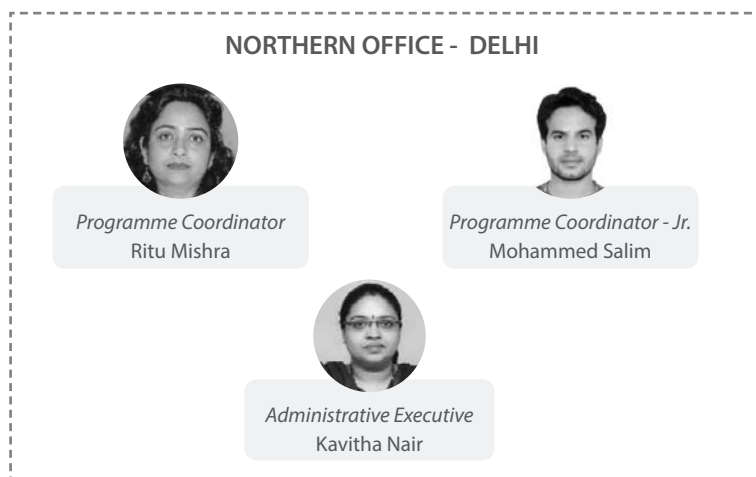 NORTHERN OFFICE - DELHI
Programme Coordinator
Ritu Mishra
Programme Coordinator - Jr.
Mohammed Salim
Administrative Executive
Kavitha Nair